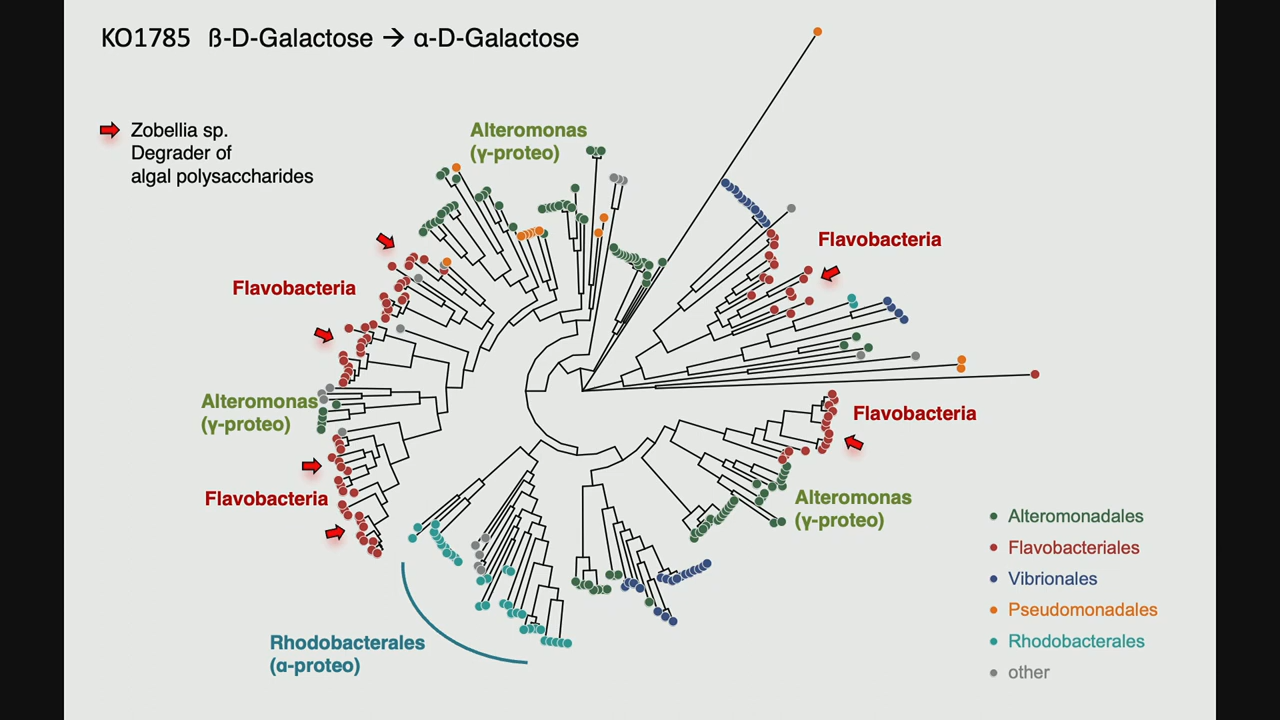 KO1785 ß-D-Galactose → α-D-Galactose
Zobellia sp.
Degrader of
algal polysaccharides
Alteromonas
(γ-proteo)
Flavobacteria
Flavobacteria
Alteromonas
(γ-proteo)
Flavobacteria
Flavobacteria
Alteromonas
(γ-proteo)
Rhodobacterales
(α-proteo)
Alteromonadales
Flavobacteriales
Vibrionales
Pseudomonadales
Rhodobacterales
other